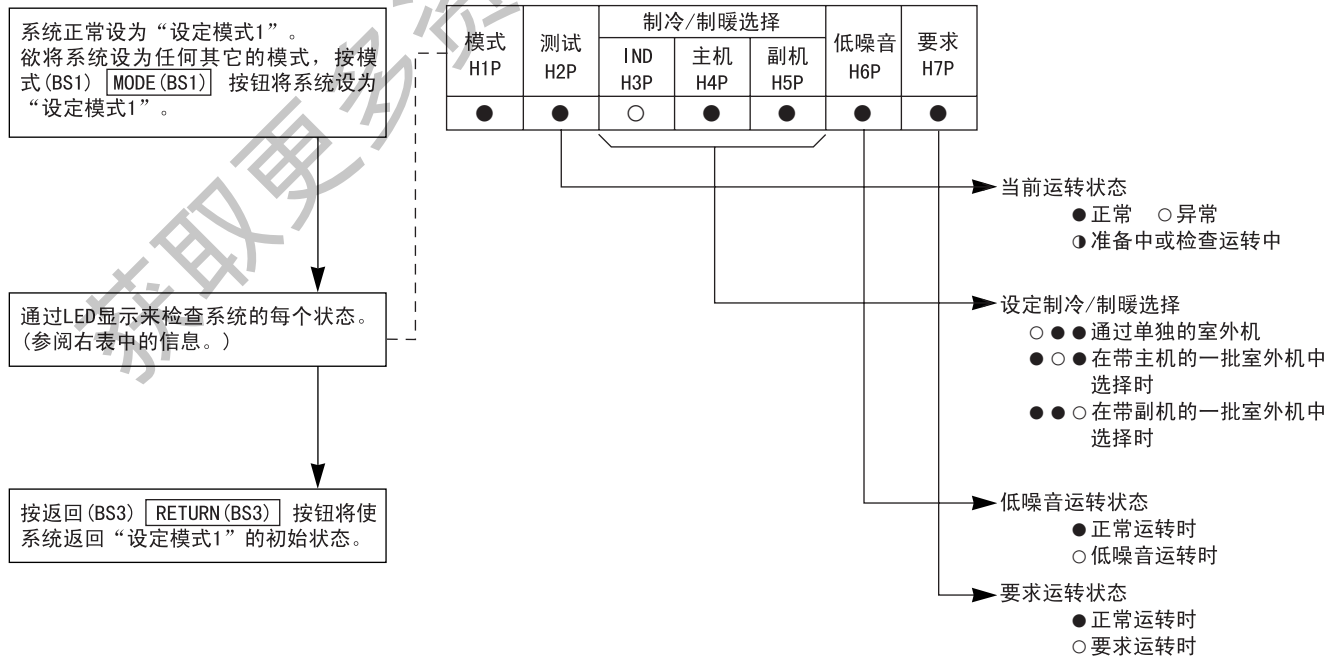 系统正常设为“设定模式1”。
欲将系统设为任何其它的模式，按模
式(BS1) MODE(BS1) 按钮将系统设为
“设定模式1”。
通过LED显示来检查系统的每个状态。
(参阅右表中的信息。)
按返回(BS3) RETURN(BS3) 按钮将使
系统返回“设定模式1”的初始状态。
模式
H1P
测试
H2P
制冷/制暖选择
IND
H3P
主机
H4P
副机
H5P
低噪音
H6P
要求
H7P
● ● ○ ● ● ● ●
当前运转状态
●正常 ○异常
◑准备中或检查运转中
设定制冷/制暖选择
○●●通过单独的室外机
●○●在带主机的一批室外机中
选择时
●●○在带副机的一批室外机中
选择时
低噪音运转状态
●正常运转时
○低噪音运转时
要求运转状态
●正常运转时
○要求运转时
获取更多资